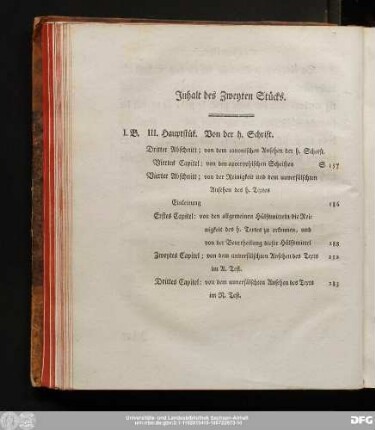 Inhalt des Zweyten Stücks.
I. B. III. Hauptstük. Von der h. Schrift.
Dritter Abschnitt; von dem canonischen Ansehen der h. Schrift.
Viertes Capitel; von den apocryphischen Schriften S. 157
Vierter Abschnitt; von der Reinigkeit und dem unverfälschten
Ansehen des h. Textes
Einleitung 186
Erstes Capitel: von den allgemeinen Hülfsmitteln die Rei-
nigkeit des h. Textes zu erkennen, und
von der Beurtheilung dieser Hülfsmittel 188
Zweytes Capitel; von dem unverfälschten Ansehen des Texts
im A. Test.
Drittes Capitel: von dem unverfälschten Ansehen des Texts 283
im N. Test.
Universitäts- und Landesbibliothek Sachsen-Anhalt
DFG